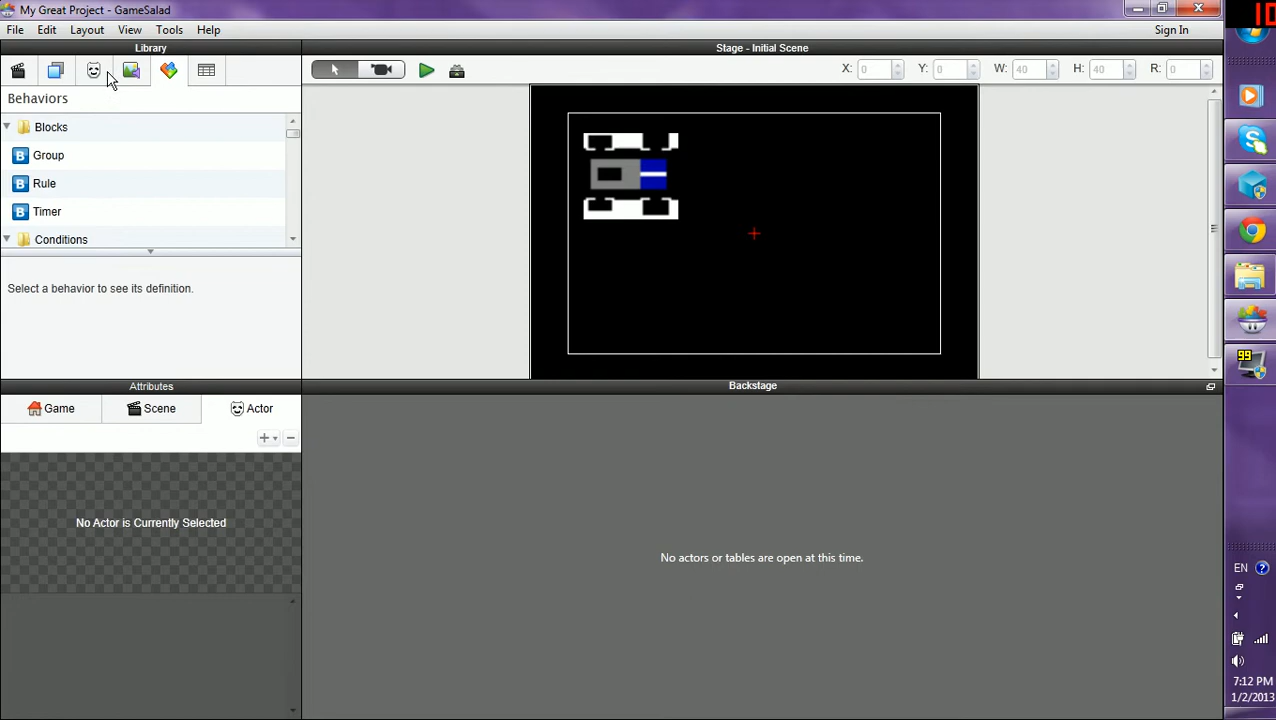 My Great Project - GameSalad
File Edit Layout View Tools Help
Sign In
Library
Stage - Initial Scene
X: 0 Y: 0 W: 40 H: 40 R: 0
Behaviors
Blocks
B Group
B Rule
B Timer
Conditions
Select a behavior to see its definition.
Attributes
Backstage
Game Scene Actor
No Actor is Currently Selected
No actors or tables are open at this time.
10
99
EN
7:12 PM
1/2/2013